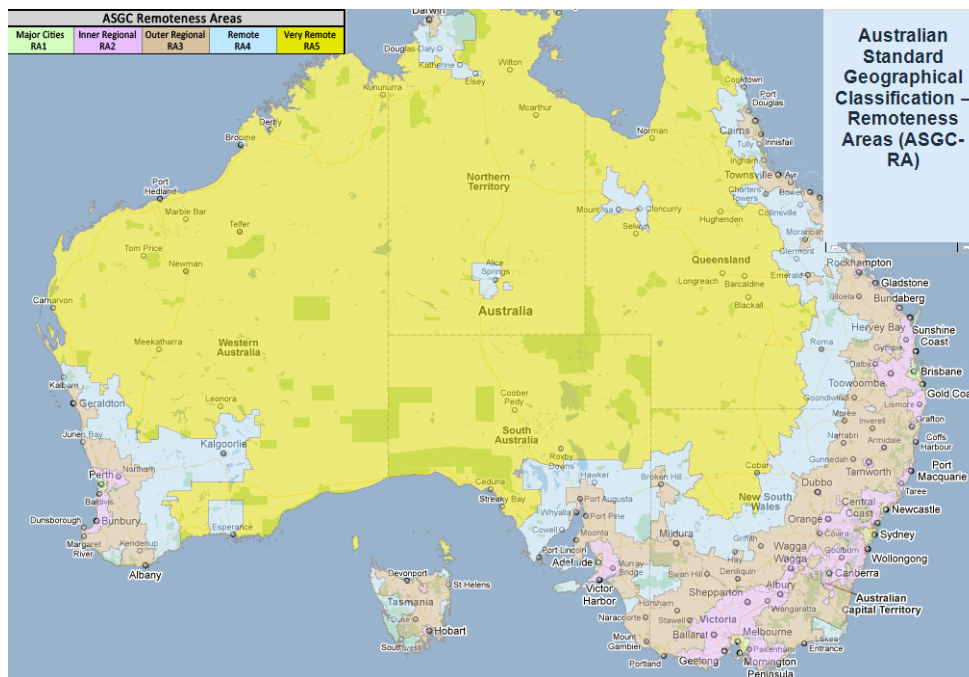 ASGC Remoteness Areas
Major Cities RA1
Inner Regional RA2
Outer Regional RA3
Remote RA4
Very Remote RA5
Australian
Standard
Geographical
Classification –
Remoteness
Areas (ASGC-
RA)
Darwin
Douglas-Daly
Katherine
Elsey
Wilton
Kununurra
Mcarthur
Derby
Broome
Norman
Cooktown
Port
Douglas
Cairns
Innisfail
Tully
Ingham
Townsville
Ayr
Charters
Towers
Bowen
Collinsville
Clermont
Port
Hedland
Marble Bar
Telfer
Tom Price
Newman
Northern
Territory
Mount Isa
Cloncurry
Selwyn
Hughenden
Queensland
Longreach
Barcaldine
Blackall
Emerald
Rockhampton
Gladstone
Biloela
Bundaberg
Hervey Bay
Gympie
Sunshine
Coast
Roma
Dalby
Brisbane
Toowoomba
Gold Coa
Goondiwindi
Lismore
Alice
Springs
Australia
Carnarvon
Meekatharra
Western
Australia
Kalbarri
Geraldton
Leonora
Kalgoorlie
Jurien Bay
Perth
Northam
Baldivis
Dunsborough
Bunbury
Margaret
River
Kendenup
Albany
Esperance
Coober
Pedy
South
Australia
Roxby
Downs
Ceduna
Streaky Bay
Hawker
Port Augusta
Whyalla
Port Pirie
Cowell
Moonta
Port Lincoln
Adelaide
Murray
Bridge
Victor
Harbor
Broken Hill
Cobar
New South
Wales
Moree
Inverell
Grafton
Narrabri
Armidale
Coffs
Harbour
Gunnedah
Tamworth
Port
Macquarie
Taree
Dubbo
Central
Coast
Newcastle
Orange
Cowra
Sydney
Mildura
Griffith
Hay
Wagga
Wagga
Goulburn
Wollongong
Canberra
Swan Hill
Deniliquin
Albury
Australian
Capital Territory
Shepparton
Wangaratta
Horsham
Naracoorte
Stawell
Victoria
Mount
Gambier
Ballarat
Melbourne
Lakes
Entrance
Portland
Geelong
Pakenham
Mornington
Peninsula
Devonport
St Helens
Tasmania
Ouse
Hobart
Southwest